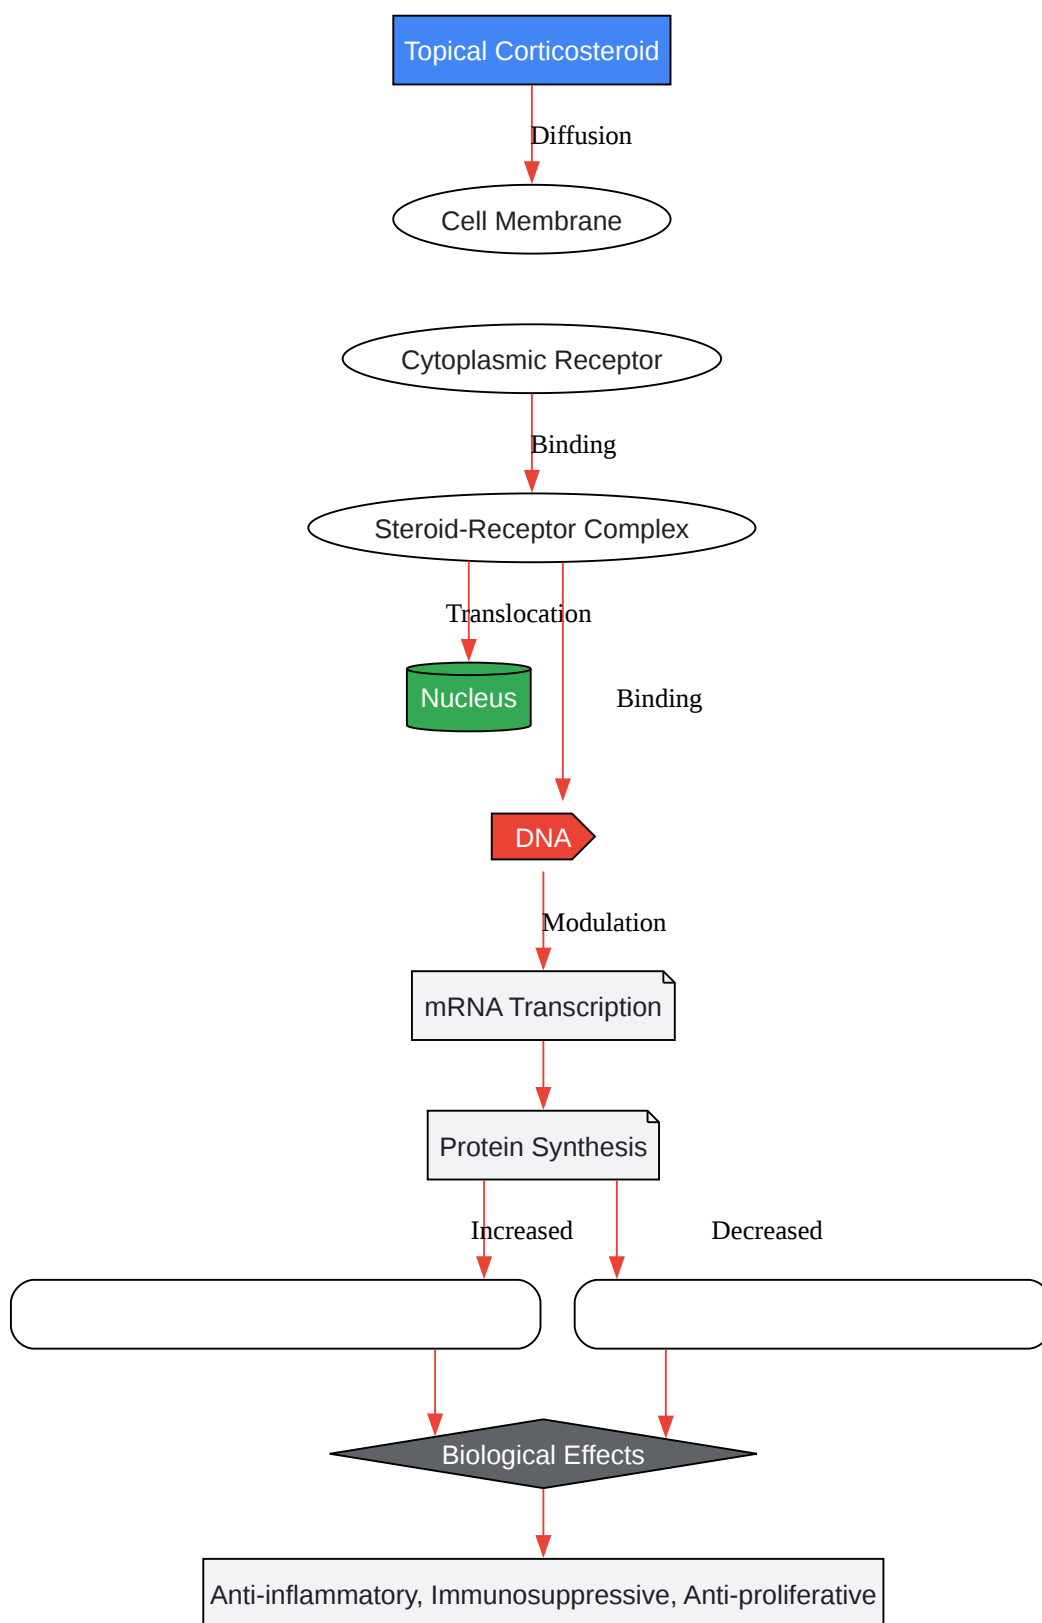 Topical Corticosteroid
Diffusion
Cell Membrane
Cytoplasmic Receptor
Binding
Steroid-Receptor Complex
Translocation
Nucleus
Binding
DNA
Modulation
mRNA Transcription
Protein Synthesis
Increased
Decreased
Biological Effects
Anti-inflammatory, Immunosuppressive, Anti-proliferative